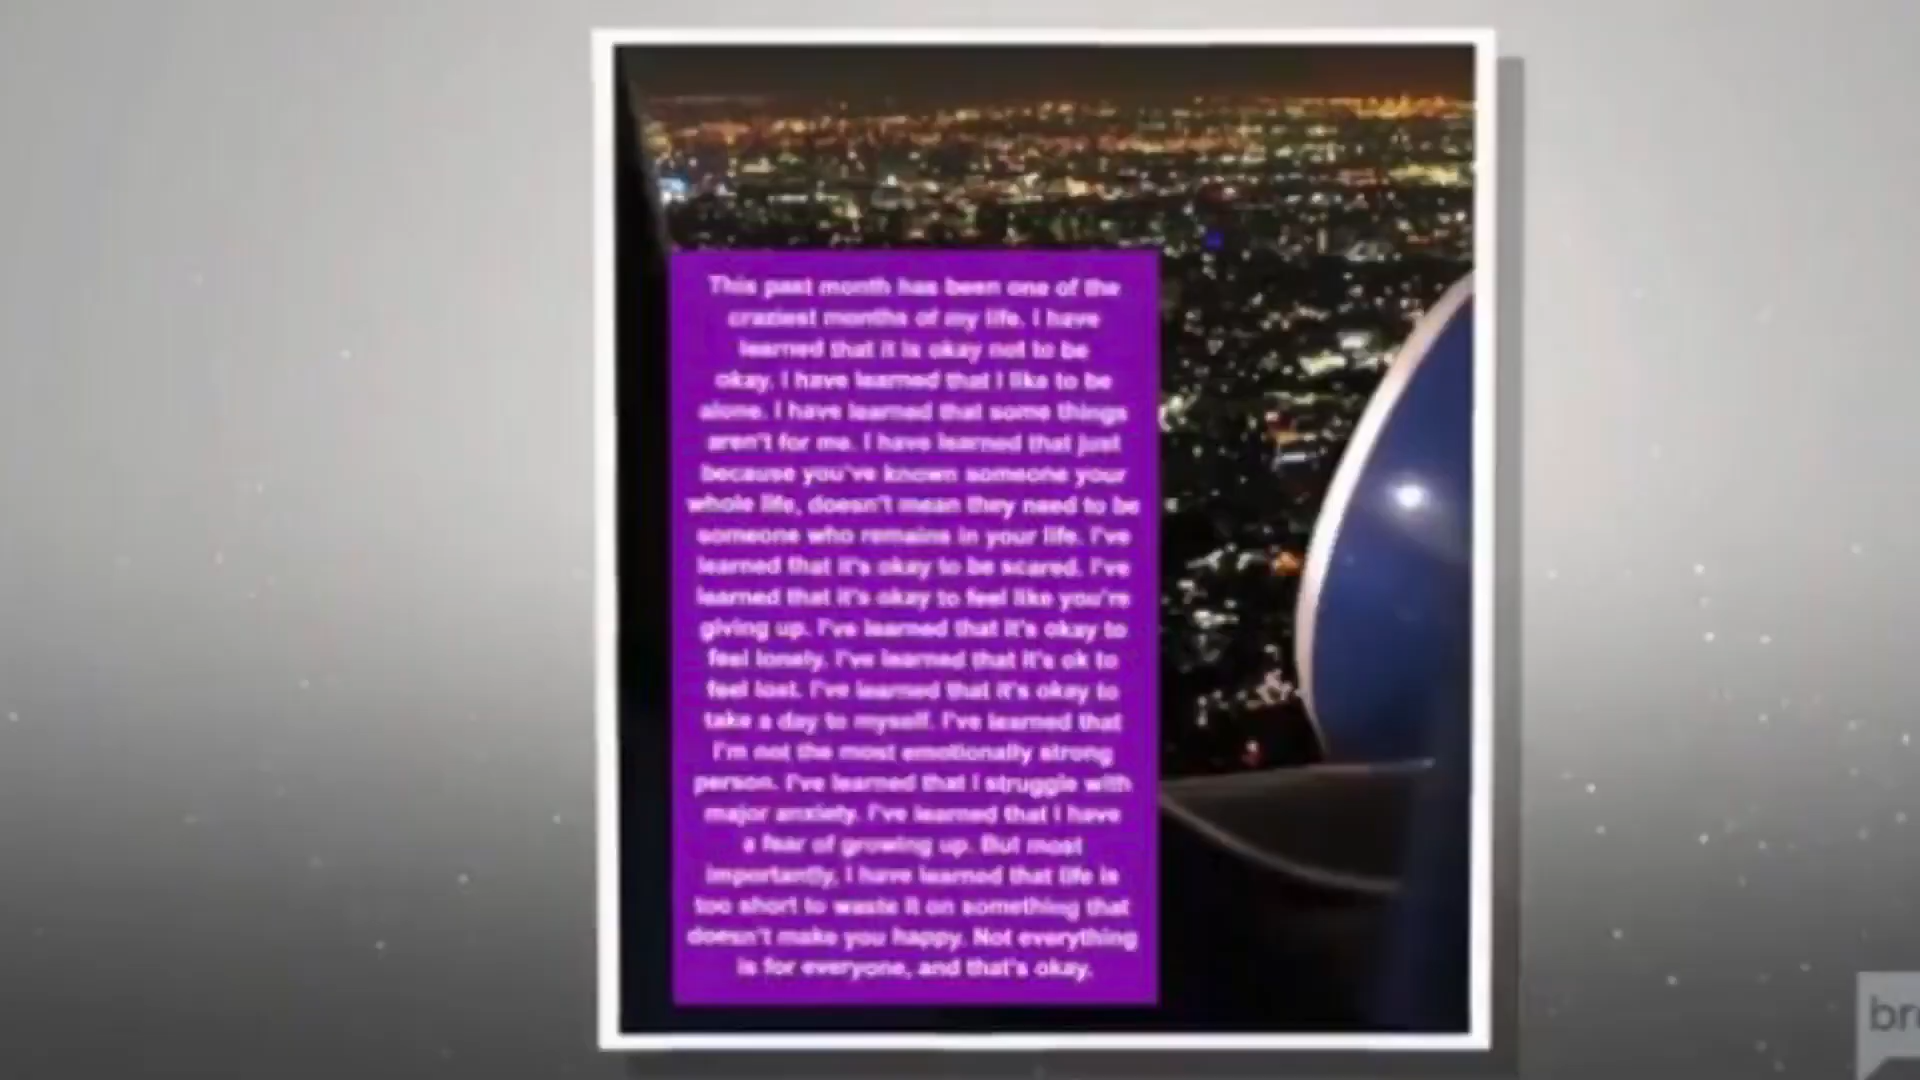 This past month has been one of the
craziest months of my life. I have
learned that it is okay not to be
okay. I have learned that I like to be
alone. I have learned that some things
aren't for me. I have learned that just
because you've known someone your
whole life, doesn't mean they need to be
someone who remains in your life. I've
learned that it's okay to be scared. I've
learned that it's okay to feel like you're
giving up. I've learned that it's okay to
feel lonely. I've learned that it's ok to
feel lost. I've learned that it's okay to
take a day to myself. I've learned that
I'm not the most emotionally strong
person. I've learned that I struggle with
major anxiety. I've learned that I have
a fear of growing up. But most
importantly, I have learned that life is
too short to waste it on something that
doesn't make you happy. Not everything
is for everyone, and that's okay.
br